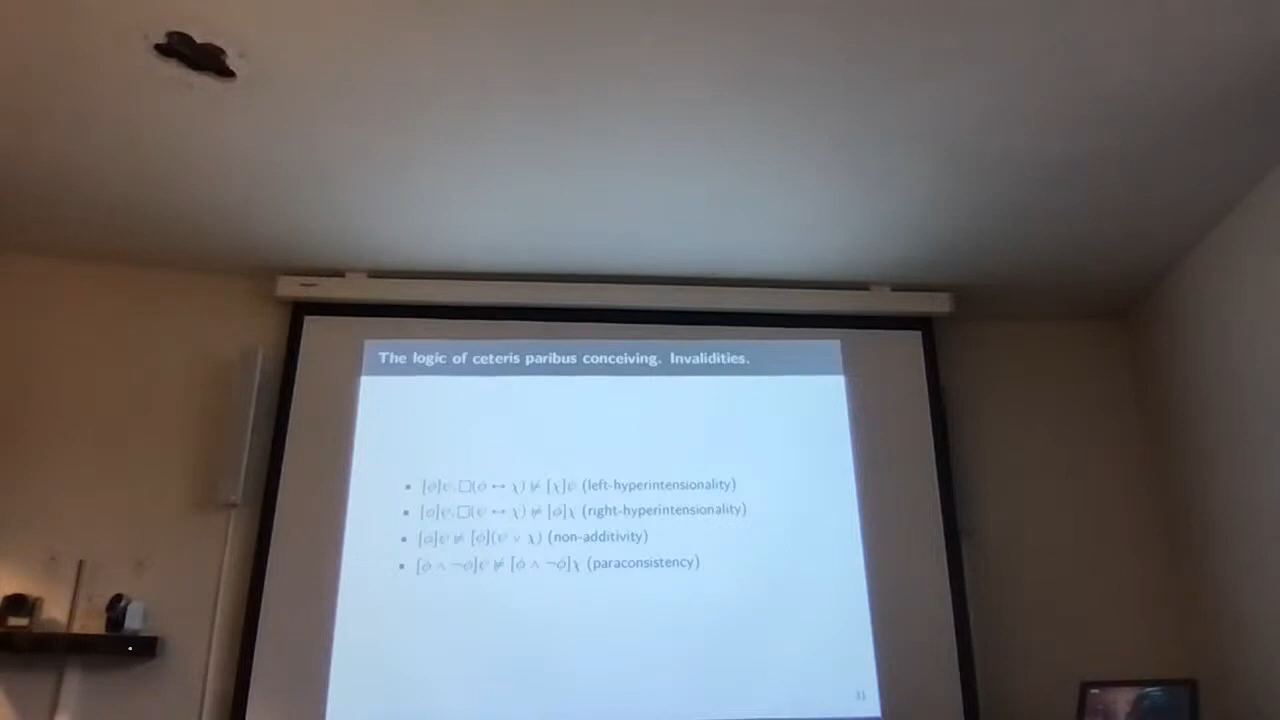 The logic of ceteris paribus conceiving. Invalidities.
[ϕ]ψ, □(ϕ ↔ χ) ⊭ [χ]ψ (left-hyperintensionality)
[ϕ]ψ, □(ψ ↔ χ) ⊭ [ϕ]χ (right-hyperintensionality)
[ϕ]ψ ⊭ [ϕ](ψ ∨ χ) (non-additivity)
[ϕ ∧ ¬ϕ]ψ ⊭ [ϕ ∧ ¬ϕ]χ (paraconsistency)